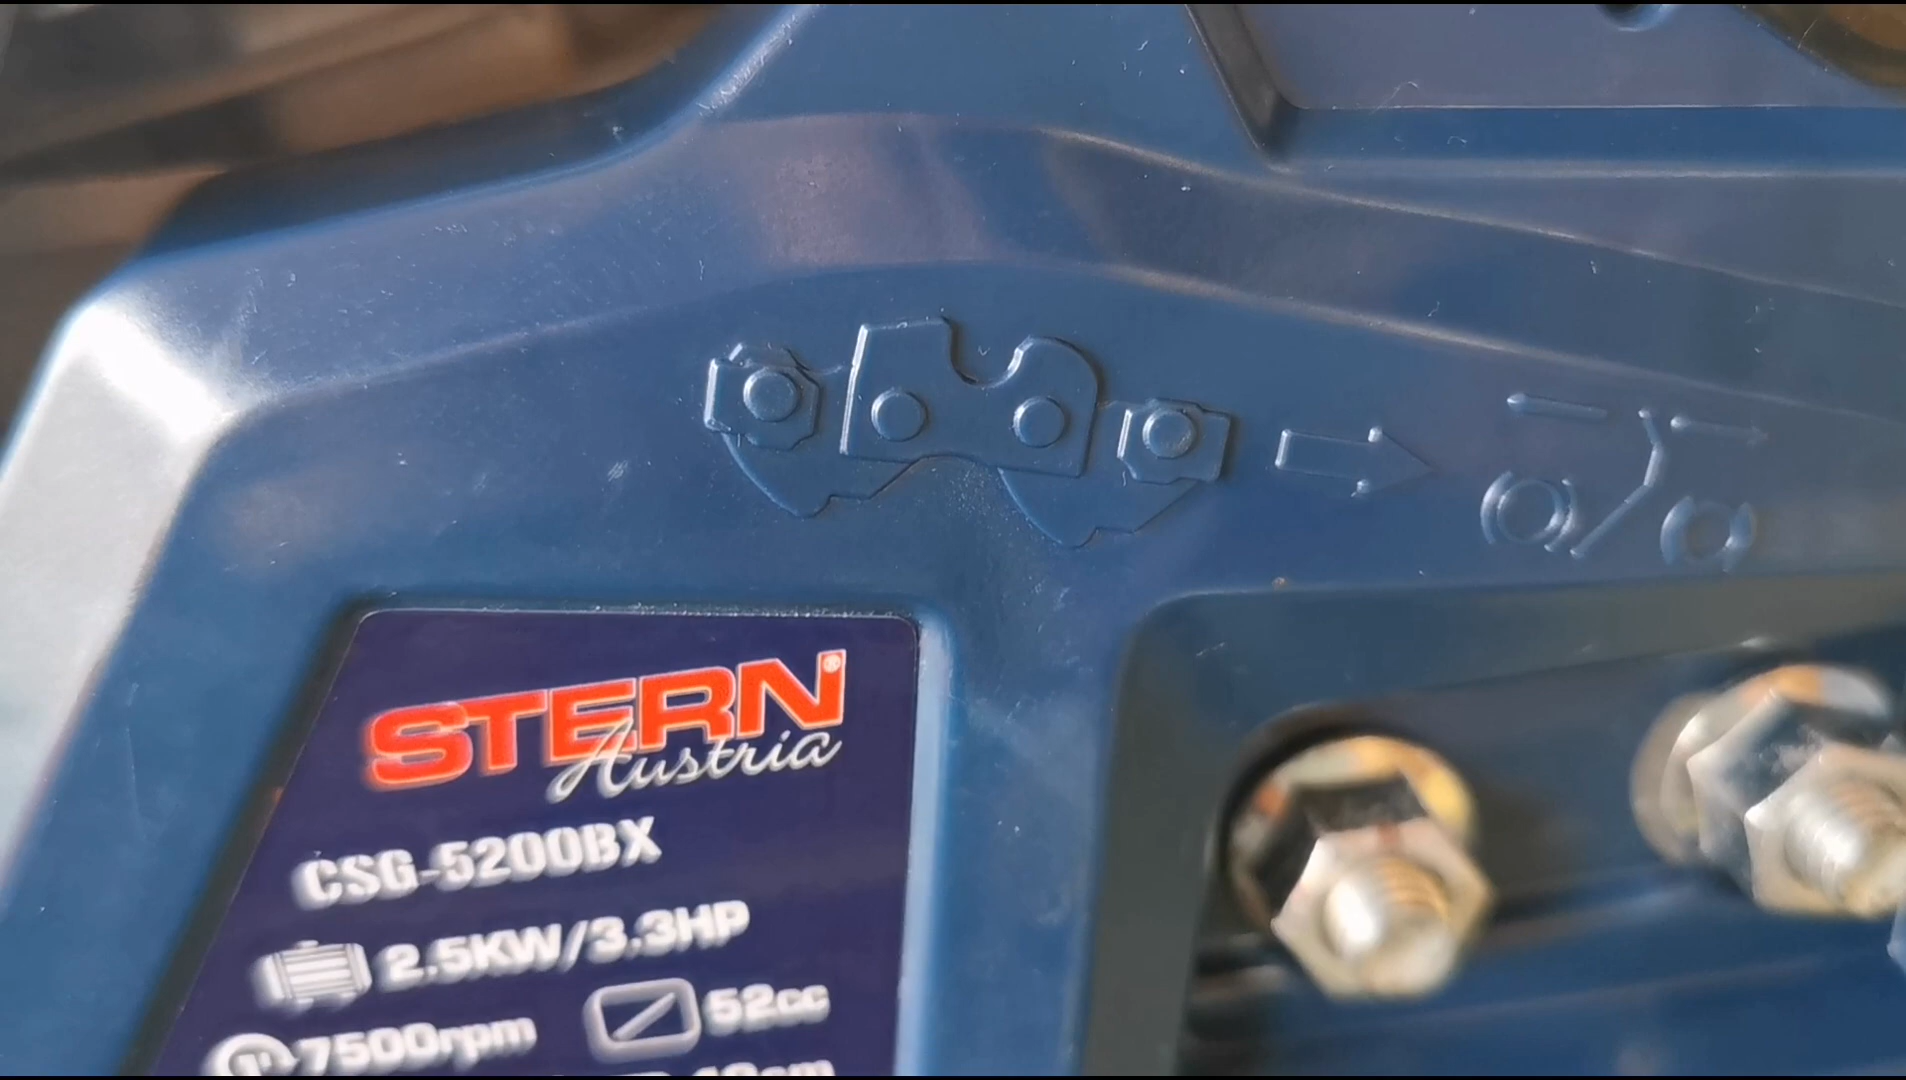 STERN®
Austria
CSG-5200BX
2.5KW/3.3HP
7500rpm 52cc